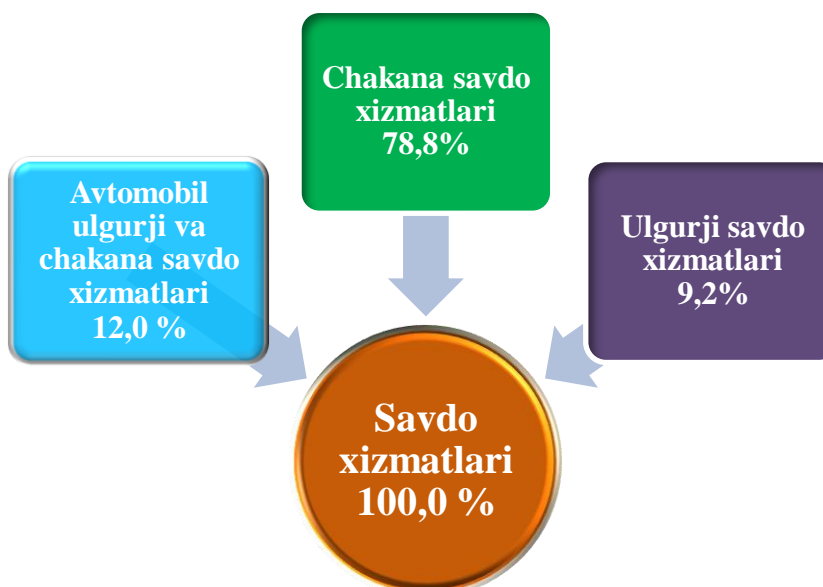 Chakana savdo
xizmatlari
78,8%
Avtomobil
ulgurji va
chakana savdo
xizmatlari
12,0 %
Ulgurji savdo
xizmatlari
9,2%
Savdo
xizmatlari
100,0 %